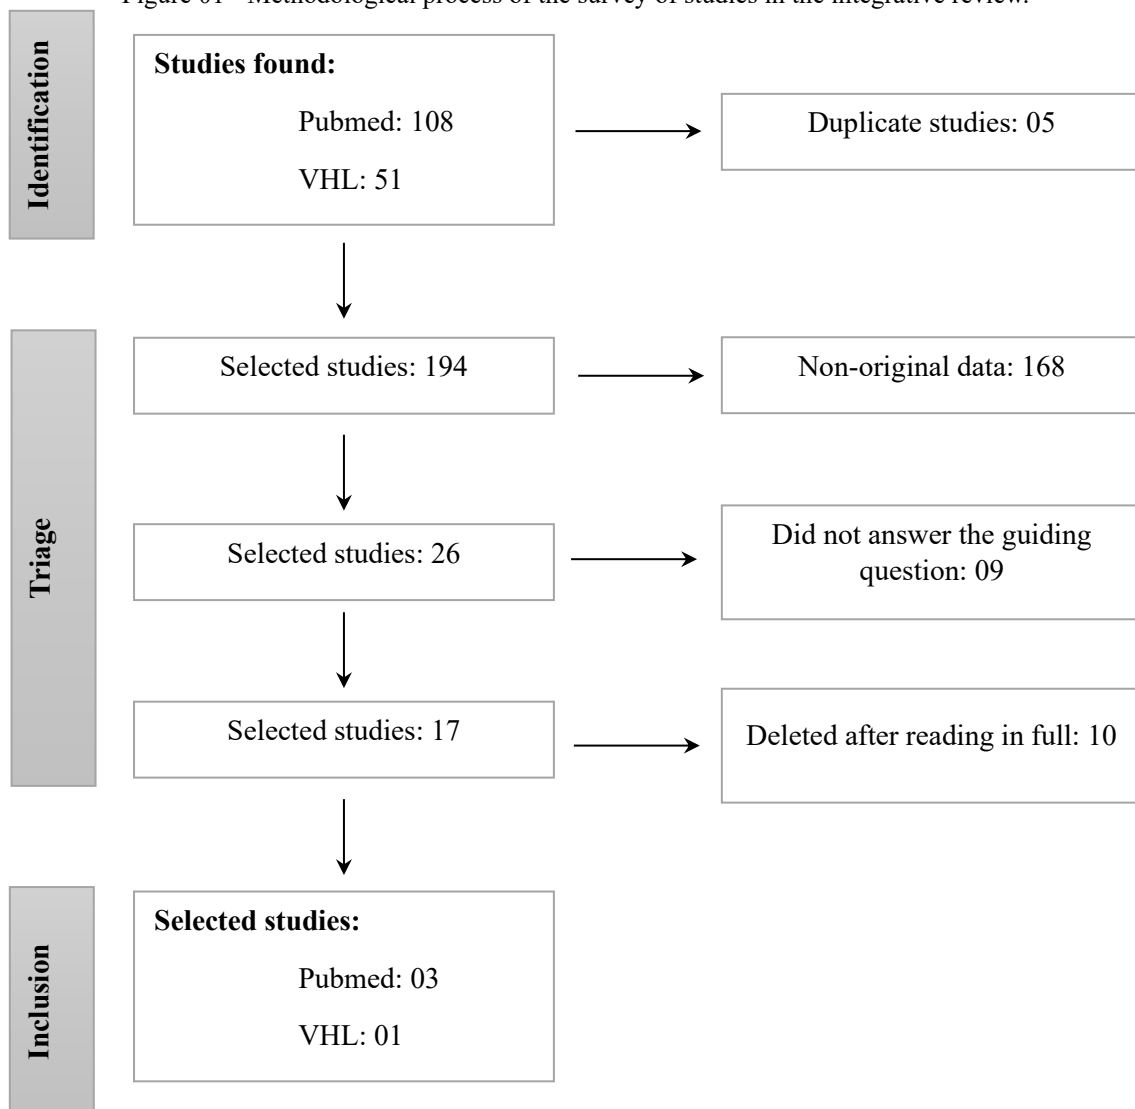 Figure 01 - Methodological process of the survey of studies in the integrative review.
Identification
Studies found:
Pubmed: 108
VHL: 51
Duplicate studies: 05
Triage
Selected studies: 194
Non-original data: 168
Selected studies: 26
Did not answer the guiding
question: 09
Selected studies: 17
Deleted after reading in full: 10
Inclusion
Selected studies:
Pubmed: 03
VHL: 01